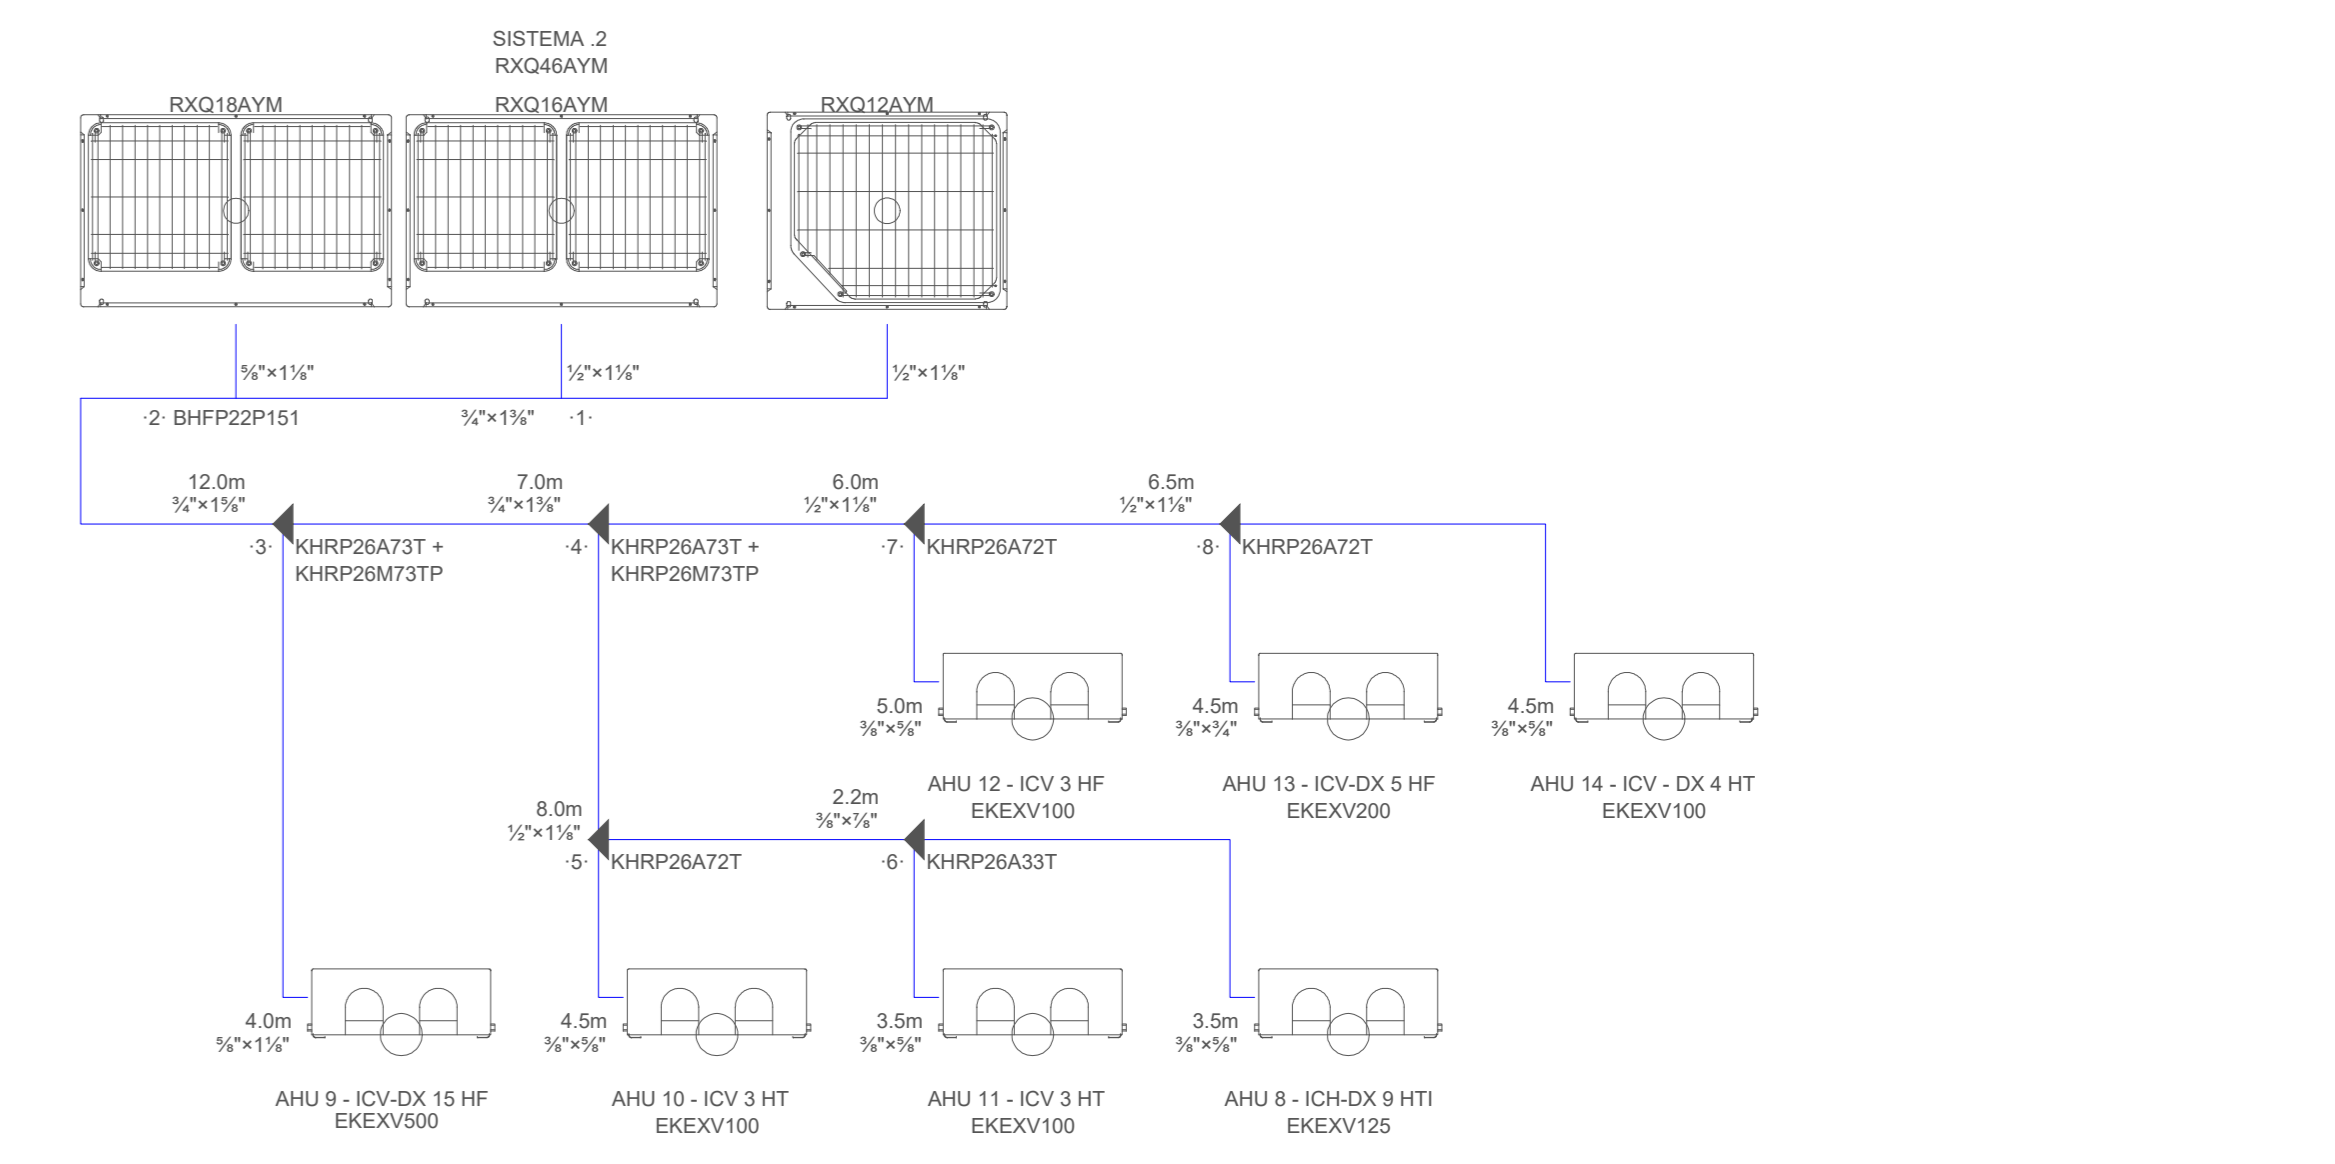 SISTEMA .2
RXQ46AYM
RXQ18AYM
RXQ16AYM
RXQ12AYM
⅝"×1⅛"
½"×1⅛"
½"×1⅛"
·2· BHFP22P151
¾"×1⅜"
·1·
12.0m
¾"×1⅝"
7.0m
¾"×1⅜"
6.0m
½"×1⅛"
6.5m
½"×1⅛"
·3·
KHRP26A73T +
KHRP26M73TP
·4·
KHRP26A73T +
KHRP26M73TP
·7·
KHRP26A72T
·8·
KHRP26A72T
5.0m
⅜"×⅝"
4.5m
⅜"×¾"
4.5m
⅜"×⅝"
AHU 12 - ICV 3 HF
EKEXV100
AHU 13 - ICV-DX 5 HF
EKEXV200
AHU 14 - ICV - DX 4 HT
EKEXV100
8.0m
½"×1⅛"
2.2m
⅜"×⅞"
·5·
KHRP26A72T
·6·
KHRP26A33T
4.0m
⅝"×1⅛"
4.5m
⅜"×⅝"
3.5m
⅜"×⅝"
3.5m
⅜"×⅝"
AHU 9 - ICV-DX 15 HF
EKEXV500
AHU 10 - ICV 3 HT
EKEXV100
AHU 11 - ICV 3 HT
EKEXV100
AHU 8 - ICH-DX 9 HTI
EKEXV125